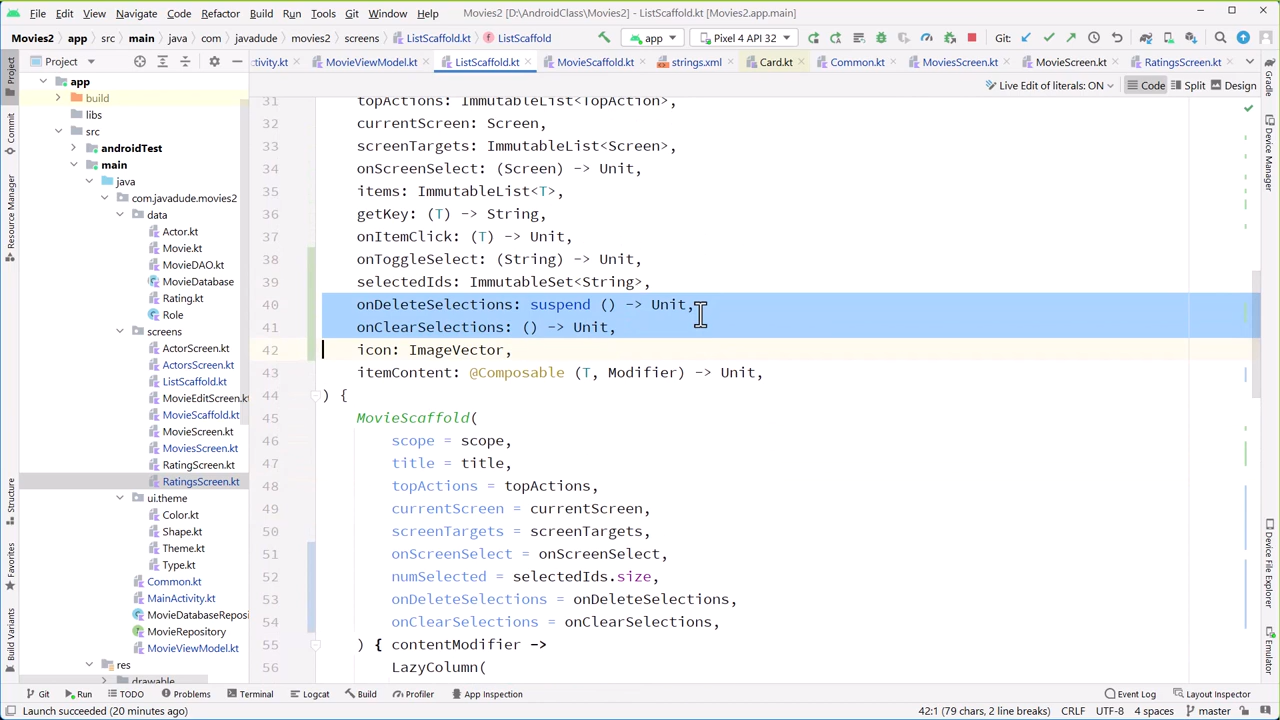 File Edit View Navigate Code Refactor Build Run Tools Git Window Help Movies2 [D:\AndroidClass\Movies2] - ListScaffold.kt [Movies2.app.main]
Movies2 app src main java com javadude movies2 screens ListScaffold.kt ListScaffold app Pixel 4 API 32 Git:
Project ctivity.kt MovieViewModel.kt ListScaffold.kt MovieScaffold.kt strings.xml Card.kt Common.kt MoviesScreen.kt MovieScreen.kt RatingsScreen.kt
Live Edit of literals: ON Code Split Design
Project
Commit
Resource Manager
Structure
Favorites
Build Variants
Gradle
Device Manager
Device File Explorer
Emulator
app
build
libs
src
androidTest
main
java
com.javadude.movies2
data
Actor.kt
Movie.kt
MovieDAO.kt
MovieDatabase
Rating.kt
Role
screens
ActorScreen.kt
ActorsScreen.kt
ListScaffold.kt
MovieEditScreen.kt
MovieScaffold.kt
MovieScreen.kt
MoviesScreen.kt
RatingScreen.kt
RatingsScreen.kt
ui.theme
Color.kt
Shape.kt
Theme.kt
Type.kt
Common.kt
MainActivity.kt
MovieDatabaseReposi
MovieRepository
MovieViewModel.kt
res
drawable
31 topActions: ImmutableList<TopAction>,
32 currentScreen: Screen,
33 screenTargets: ImmutableList<Screen>,
34 onScreenSelect: (Screen) -> Unit,
35 items: ImmutableList<T>,
36 getKey: (T) -> String,
37 onItemClick: (T) -> Unit,
38 onToggleSelect: (String) -> Unit,
39 selectedIds: ImmutableSet<String>,
40 onDeleteSelections: suspend () -> Unit,
41 onClearSelections: () -> Unit,
42 icon: ImageVector,
43 itemContent: @Composable (T, Modifier) -> Unit,
44 ) {
45 MovieScaffold(
46 scope = scope,
47 title = title,
48 topActions = topActions,
49 currentScreen = currentScreen,
50 screenTargets = screenTargets,
51 onScreenSelect = onScreenSelect,
52 numSelected = selectedIds.size,
53 onDeleteSelections = onDeleteSelections,
54 onClearSelections = onClearSelections,
55 ) { contentModifier ->
56 LazyColumn(
Git Run TODO Problems Terminal Logcat Build Profiler App Inspection Event Log Layout Inspector
Launch succeeded (20 minutes ago) 42:1 (79 chars, 2 line breaks) CRLF UTF-8 4 spaces master